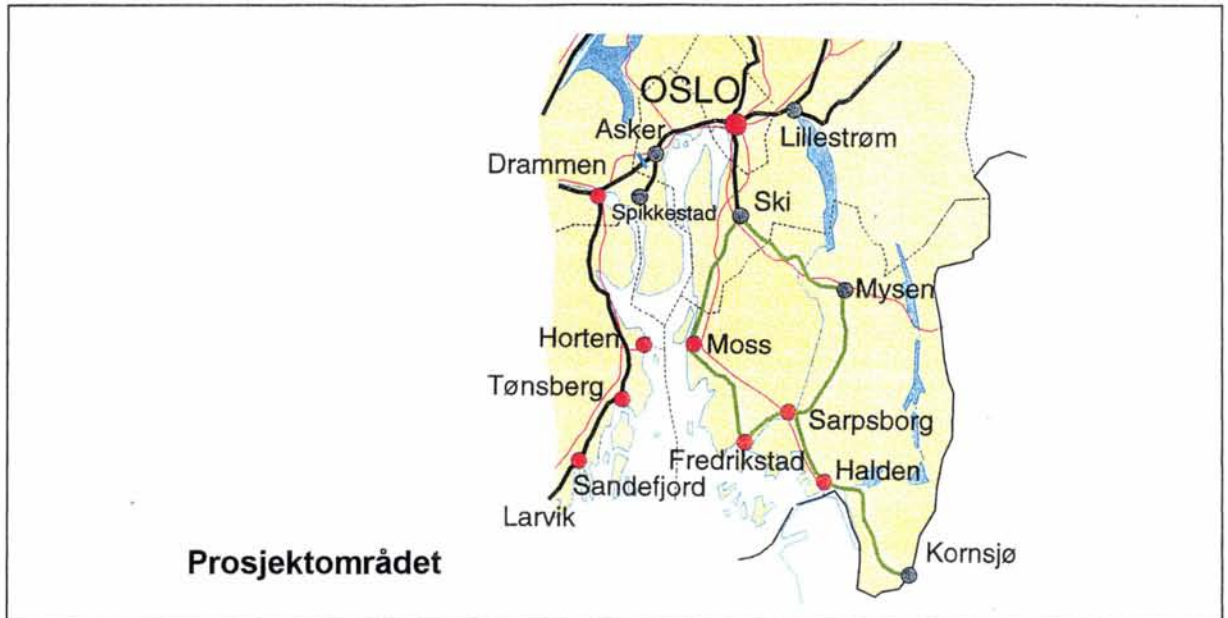 OSLO
Asker
Lillestrøm
Drammen
Spikkestad
Ski
Mysen
Horten
Moss
Tønsberg
Sarpsborg
Fredrikstad
Halden
Sandefjord
Larvik
Prosjektområdet
Kornsjø